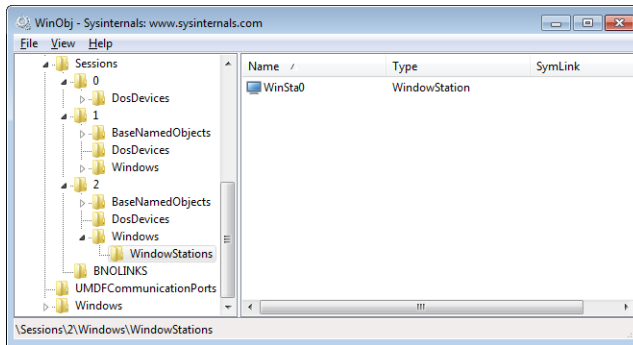 WinObj - Sysinternals: www.sysinternals.com
File View Help
Sessions
0
DosDevices
1
BaseNamedObjects
DosDevices
Windows
2
BaseNamedObjects
DosDevices
Windows
WindowStations
BNOLINKS
UMDFCommunicationPorts
Windows
Name / Type SymLink
WinSta0 WindowStation
\Sessions\2\Windows\WindowStations